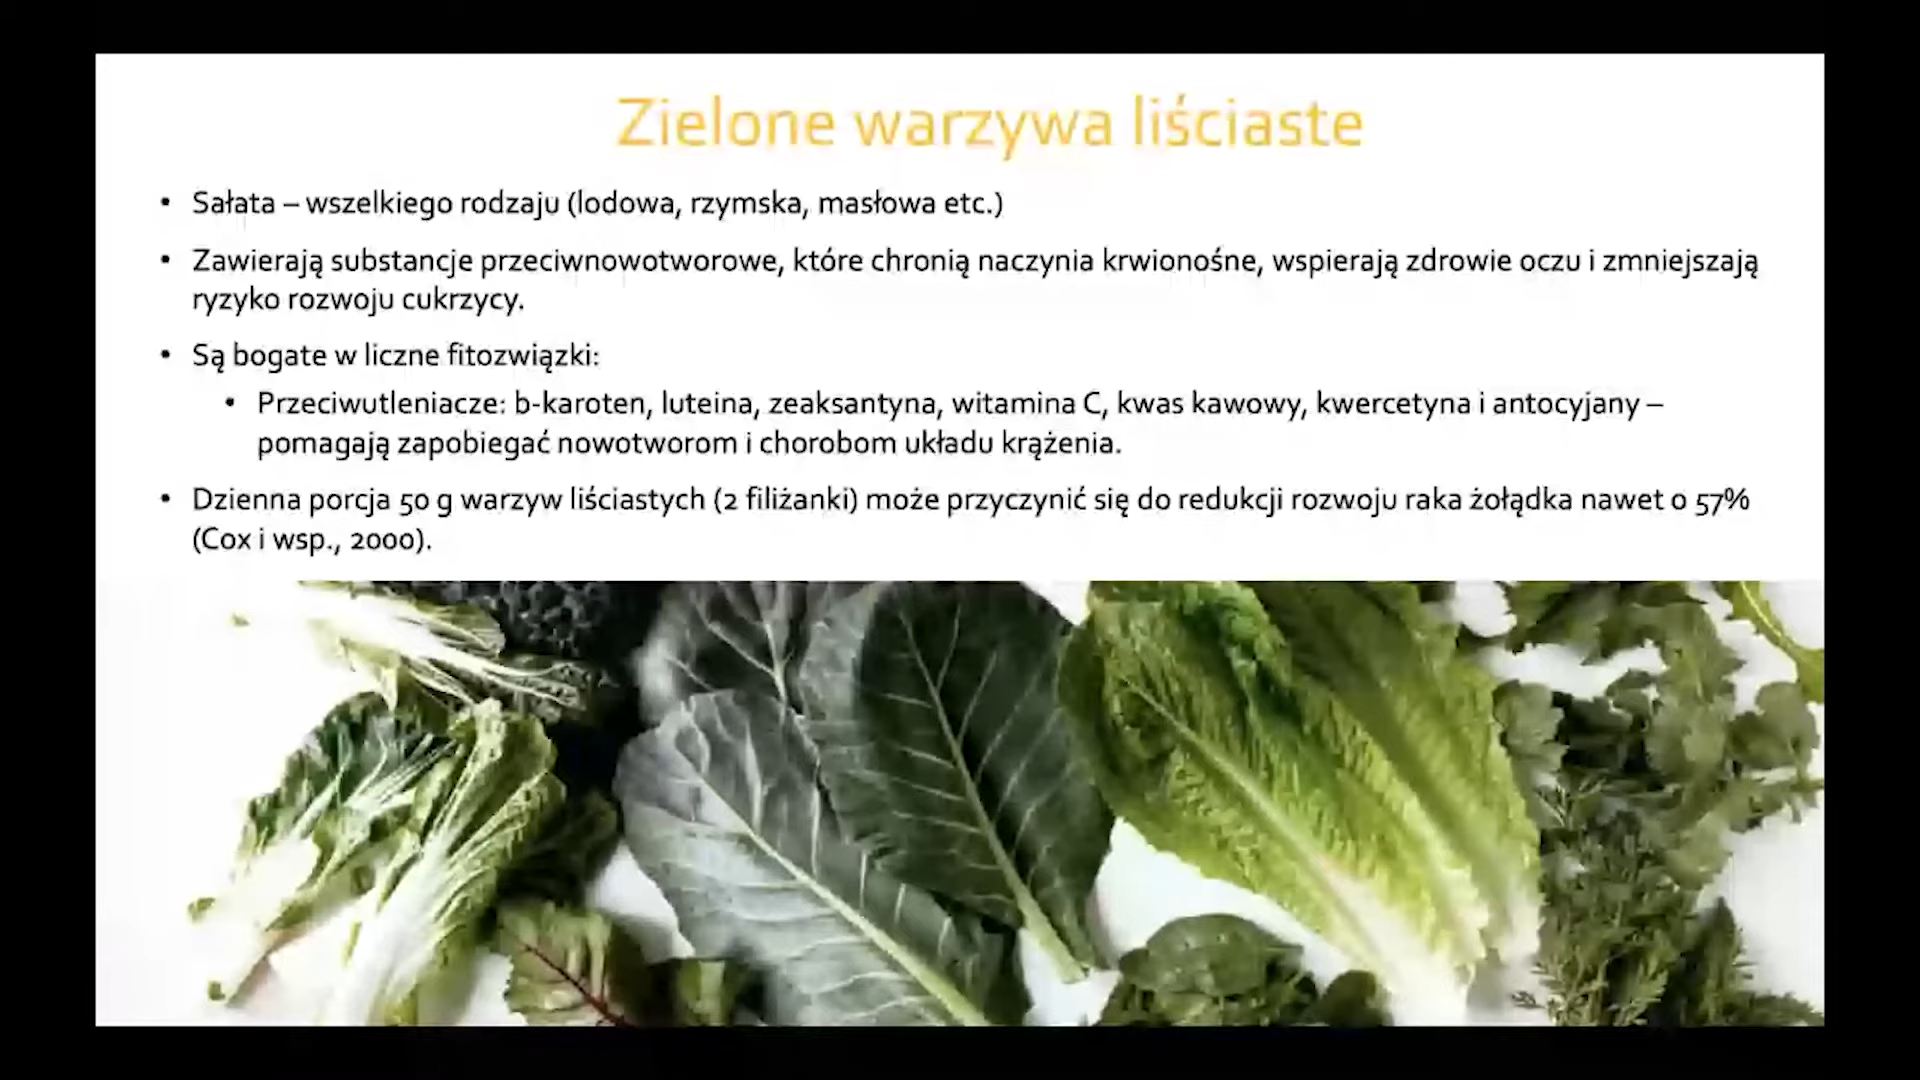 Zielone warzywa liściaste
• Sałata – wszelkiego rodzaju (lodowa, rzymska, masłowa etc.)
• Zawierają substancje przeciwnowotworowe, które chronią naczynia krwionośne, wspierają zdrowie oczu i zmniejszają
ryzyko rozwoju cukrzycy.
• Są bogate w liczne fitozwiązki:
• Przeciwutleniacze: b-karoten, luteina, zeaksantyna, witamina C, kwas kawowy, kwercetyna i antocyjany –
pomagają zapobiegać nowotworom i chorobom układu krążenia.
• Dzienna porcja 50 g warzyw liściastych (2 filiżanki) może przyczynić się do redukcji rozwoju raka żołądka nawet o 57%
(Cox i wsp., 2000).